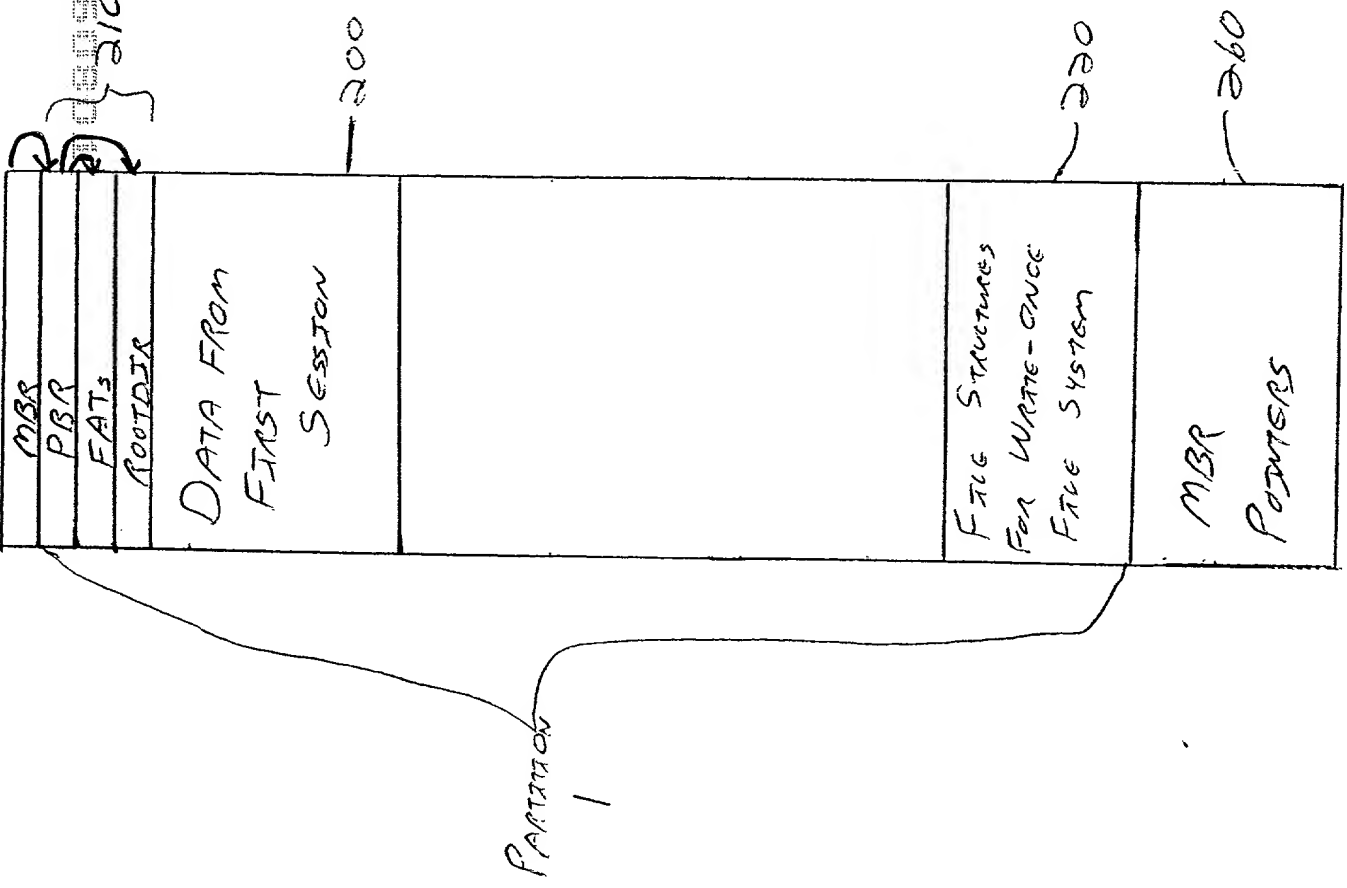 MBR
PBR
FATs
ROOTDIR
210
DATA FROM
FIRST
SESSION
200
FILE STRUCTURES
FOR WRITE-ONCE
FILE SYSTEM
220
MBR
POINTERS
260
PARTITION
1